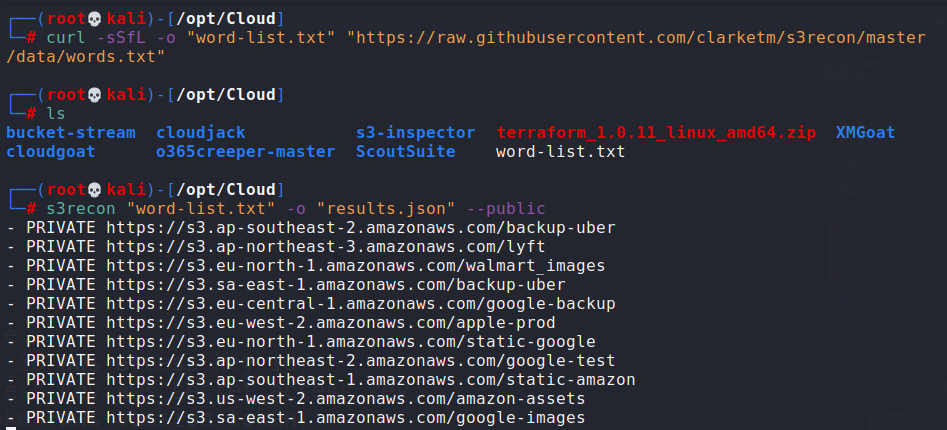 ┌──(root💀kali)-[/opt/Cloud]
└─# curl -sSfL -o "word-list.txt" "https://raw.githubusercontent.com/clarketm/s3recon/master
/data/words.txt"
┌──(root💀kali)-[/opt/Cloud]
└─# ls
bucket-stream  cloudjack           s3-inspector  terraform_1.0.11_linux_amd64.zip  XMGoat
cloudgoat      o365creeper-master  ScoutSuite    word-list.txt
┌──(root💀kali)-[/opt/Cloud]
└─# s3recon "word-list.txt" -o "results.json" --public
- PRIVATE https://s3.ap-southeast-2.amazonaws.com/backup-uber
- PRIVATE https://s3.ap-northeast-3.amazonaws.com/lyft
- PRIVATE https://s3.eu-north-1.amazonaws.com/walmart_images
- PRIVATE https://s3.sa-east-1.amazonaws.com/backup-uber
- PRIVATE https://s3.eu-central-1.amazonaws.com/google-backup
- PRIVATE https://s3.eu-west-2.amazonaws.com/apple-prod
- PRIVATE https://s3.eu-north-1.amazonaws.com/static-google
- PRIVATE https://s3.ap-northeast-2.amazonaws.com/google-test
- PRIVATE https://s3.ap-southeast-1.amazonaws.com/static-amazon
- PRIVATE https://s3.us-west-2.amazonaws.com/amazon-assets
- PRIVATE https://s3.sa-east-1.amazonaws.com/google-images